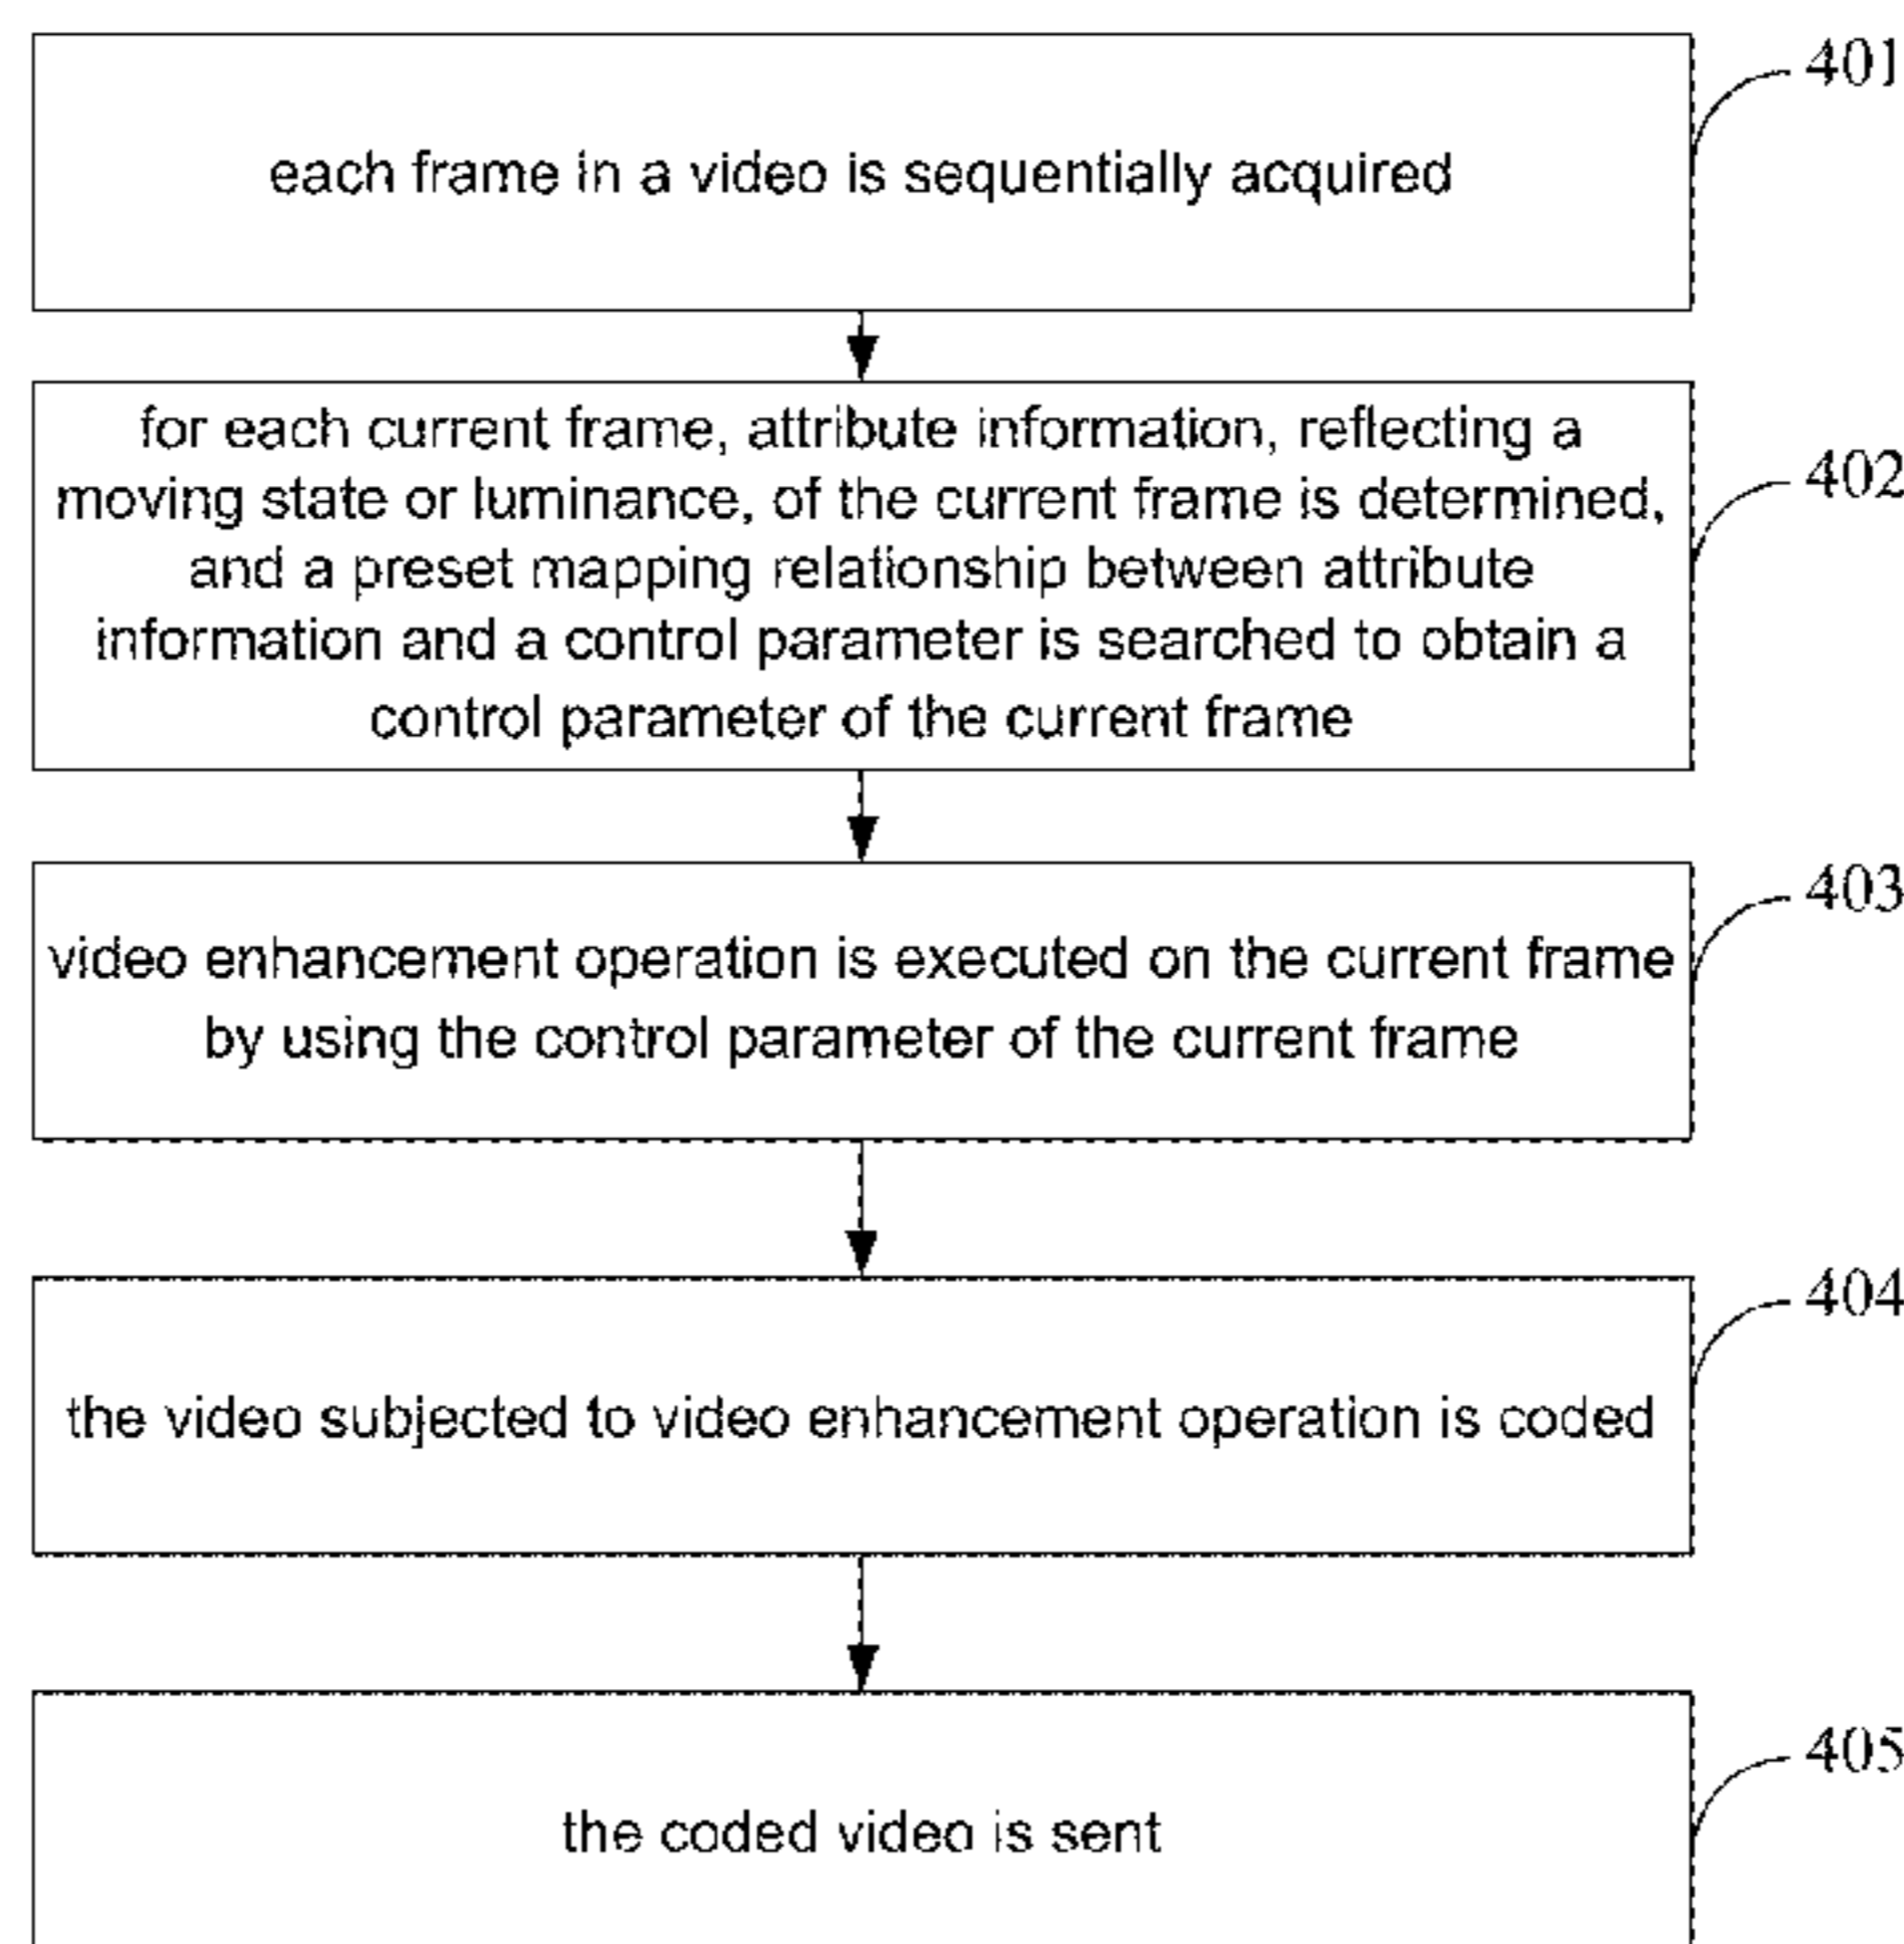 401
each frame in a video is sequentially acquired
for each current frame, attribute information, reflecting a
402
moving state or luminance, of the current frame is determined,
and a preset mapping relationship between attribute
information and a control parameter is searched to obtain a
control parameter of the current frame
403
video enhancement operation is executed on the current frame
by using the control parameter of the current frame
404
the video subjected to video enhancement operation is coded
405
the coded video is sent